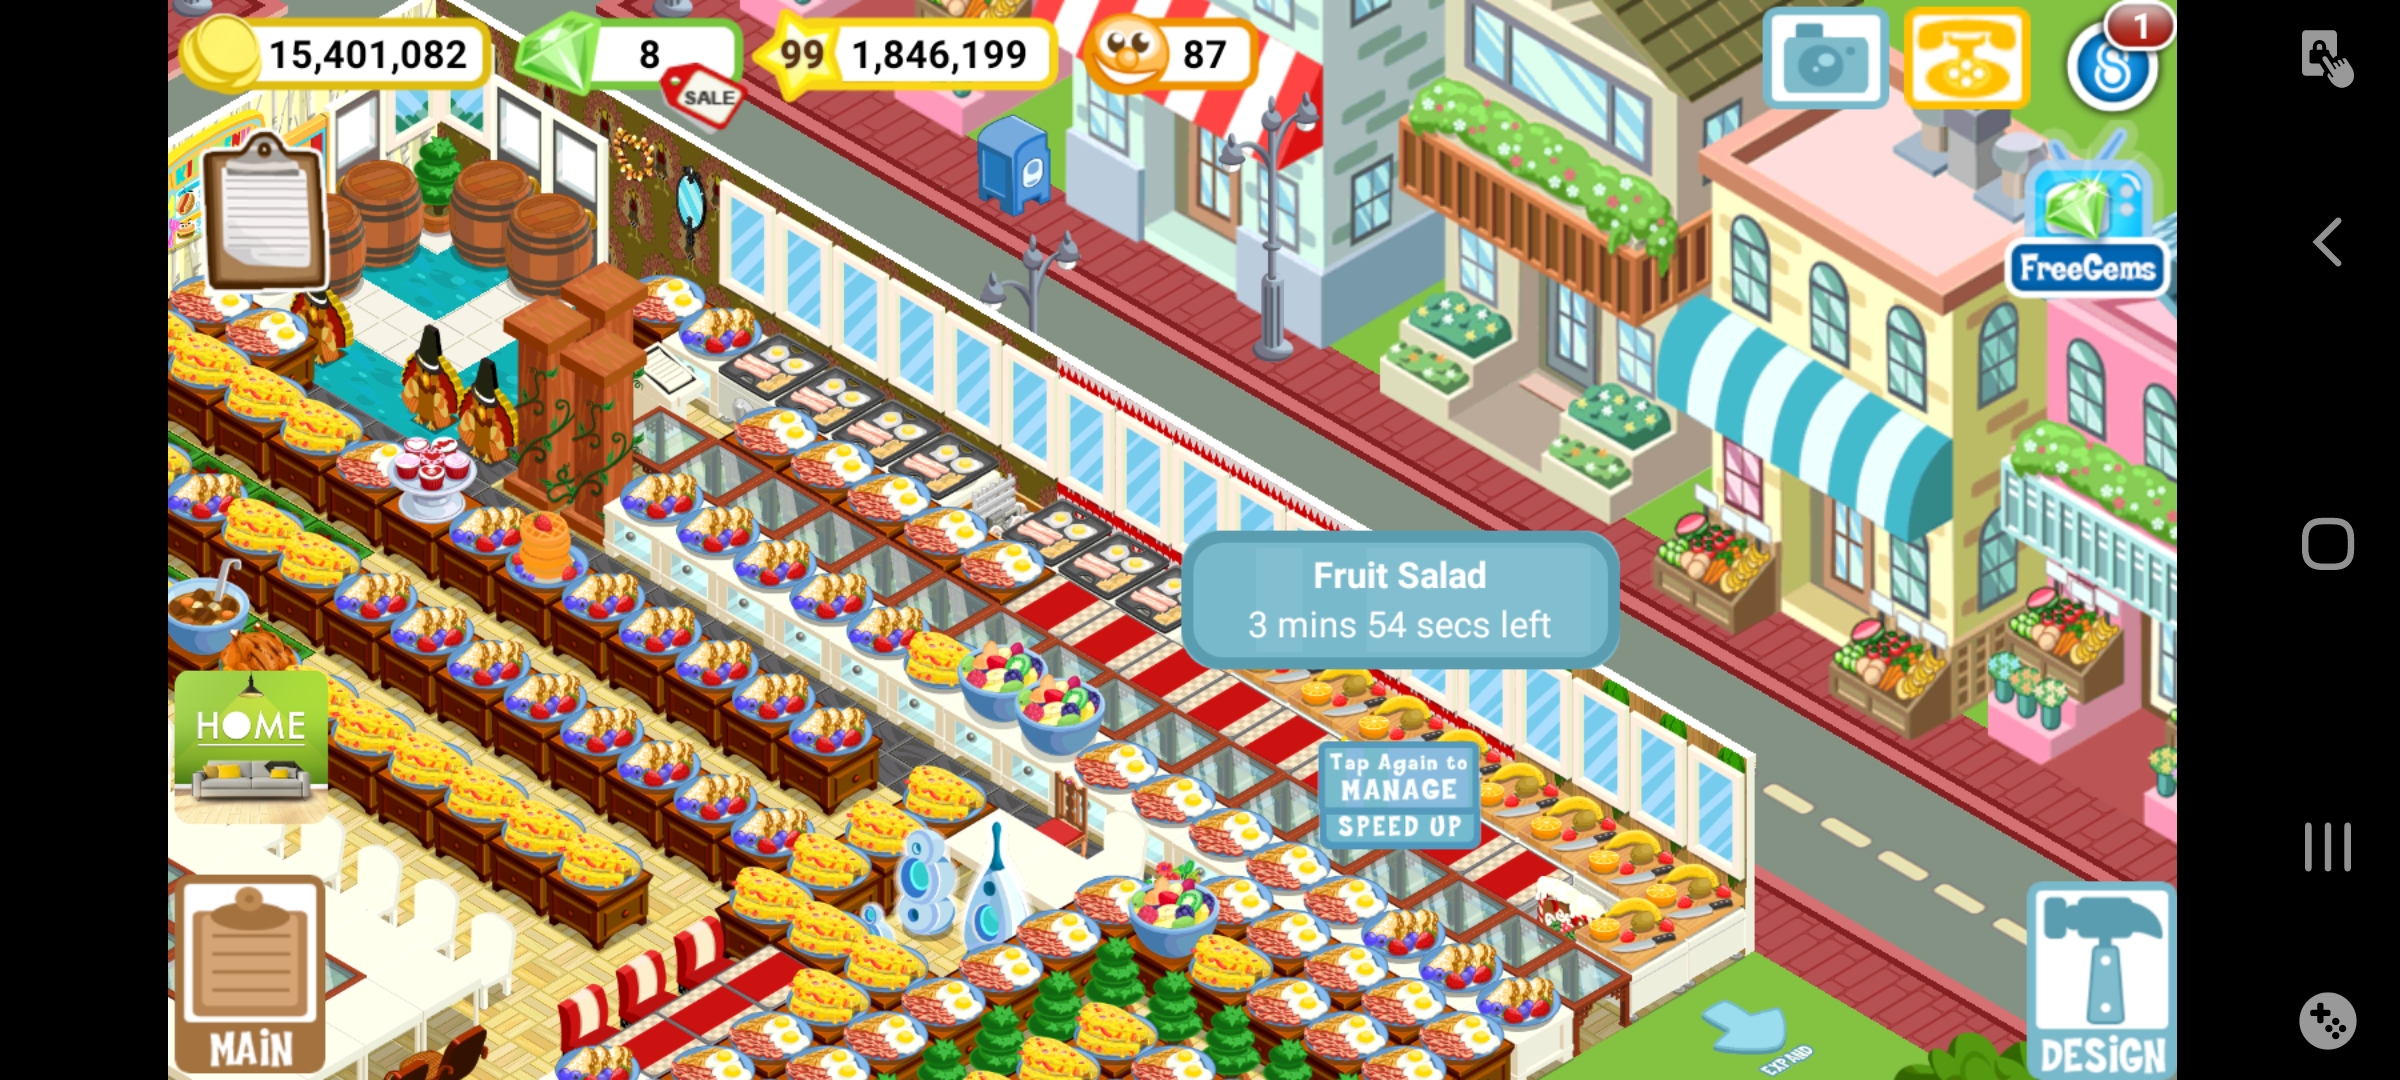 15,401,082
8
SALE
99
1,846,199
87
1
FreeGems
Fruit Salad
3 mins 54 secs left
HOME
Tap Again to
MANAGE
SPEED UP
MAiN
EXPAND
DESiGN